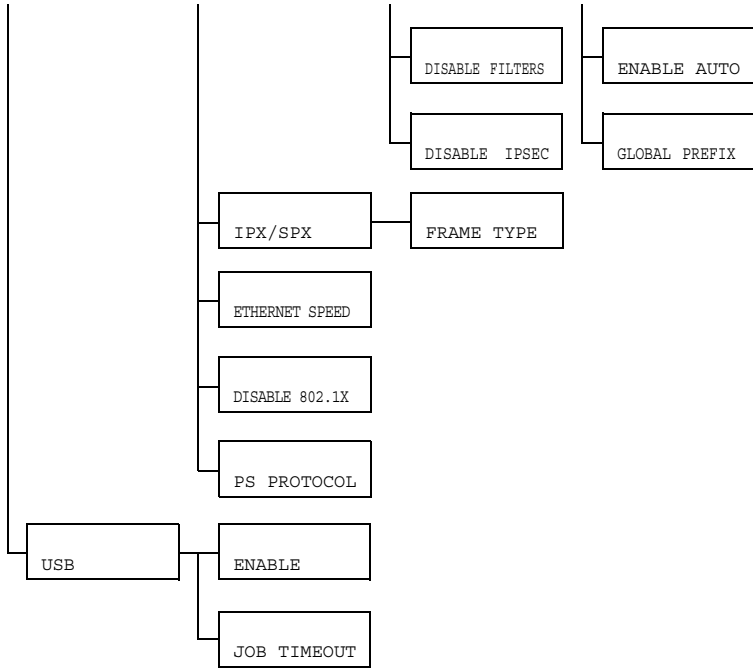 DISABLE FILTERS
ENABLE AUTO
DISABLE IPSEC
GLOBAL PREFIX
IPX/SPX
FRAME TYPE
ETHERNET SPEED
DISABLE 802.1X
PS PROTOCOL
USB
ENABLE
JOB TIMEOUT